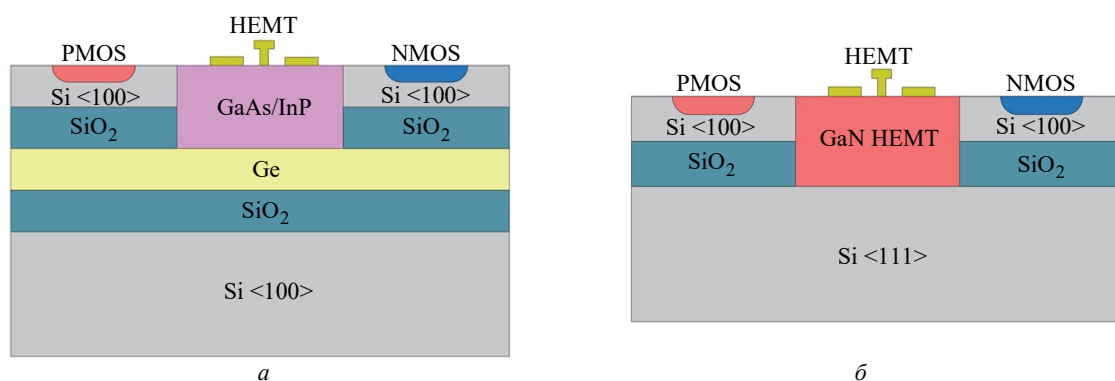 HEMT
PMOS
NMOS
Si <100>
GaAs/InP
Si <100>
SiO₂
SiO₂
Ge
SiO₂
Si <100>
а
HEMT
PMOS
NMOS
Si <100>
GaN HEMT
Si <100>
SiO₂
SiO₂
Si <111>
б